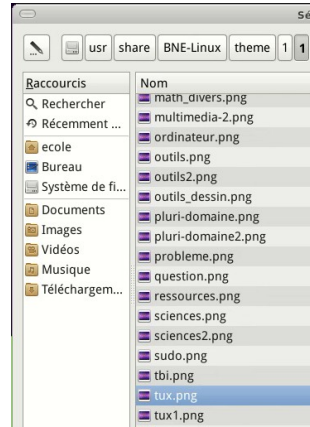 Sé
usr share BNE-Linux theme 1 1
Raccourcis
Rechercher
Récemment ...
ecole
Bureau
Système de fi...
Documents
Images
Vidéos
Musique
Téléchargem...
Nom
math_divers.png
multimedia-2.png
ordinateur.png
outils.png
outils2.png
outils_dessin.png
pluri-domaine.png
pluri-domaine2.png
probleme.png
question.png
ressources.png
sciences.png
sciences2.png
sudo.png
tbi.png
tux.png
tux1.png